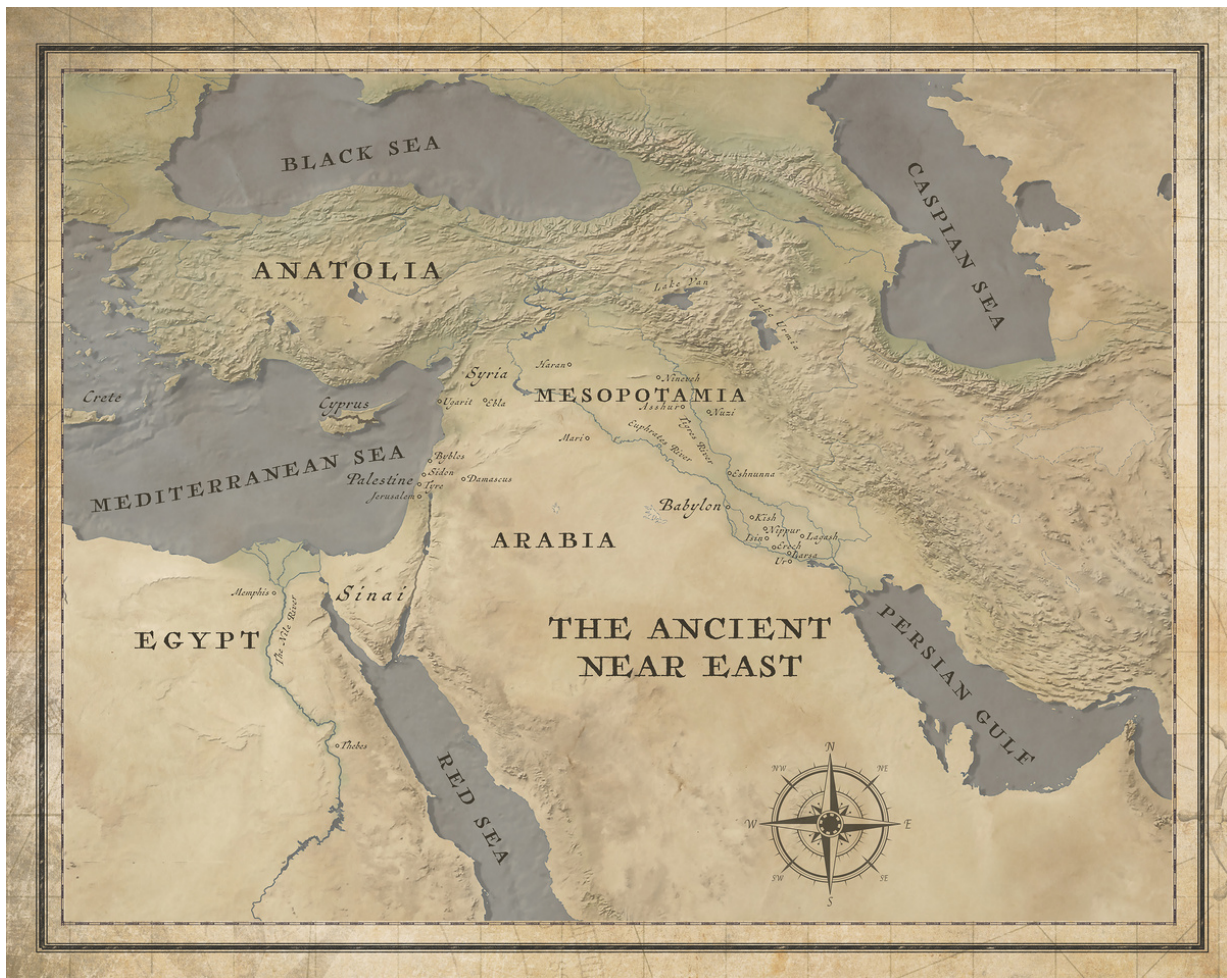 BLACK SEA
CASPIAN SEA
ANATOLIA
Lake Van
Lake Urmia
Haran
Syria
Nineveh
MESOPOTAMIA
Crete
Cyprus
Ugarit
Ebla
Asshur
Nuzi
Tigres River
Euphrates River
Mari
MEDITERRANEAN SEA
Byblos
Sidon
Palestine
Tyre
Damascus
Jerusalem
Eshnunna
Babylon
Kish
Nippur
Isin
Lagash
Erech
Larsa
Ur
ARABIA
Memphis
Sinai
EGYPT
The Nile River
THE ANCIENT
NEAR EAST
PERSIAN GULF
Thebes
RED SEA
N
NW
NE
W
E
SW
SE
S